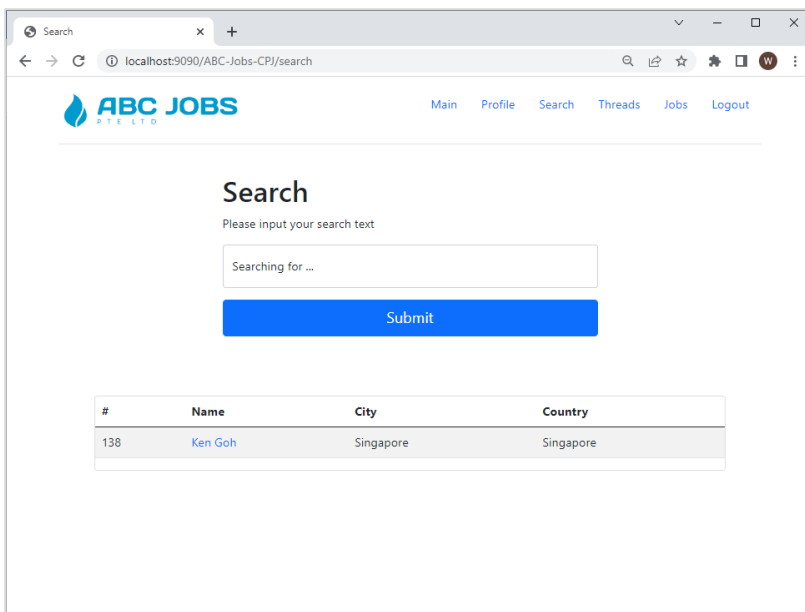 Search
localhost:9090/ABC-Jobs-CPJ/search
W
ABC JOBS
PTE LTD
Main Profile Search Threads Jobs Logout
Search
Please input your search text
Searching for ...
Submit
# Name City Country
138 Ken Goh Singapore Singapore